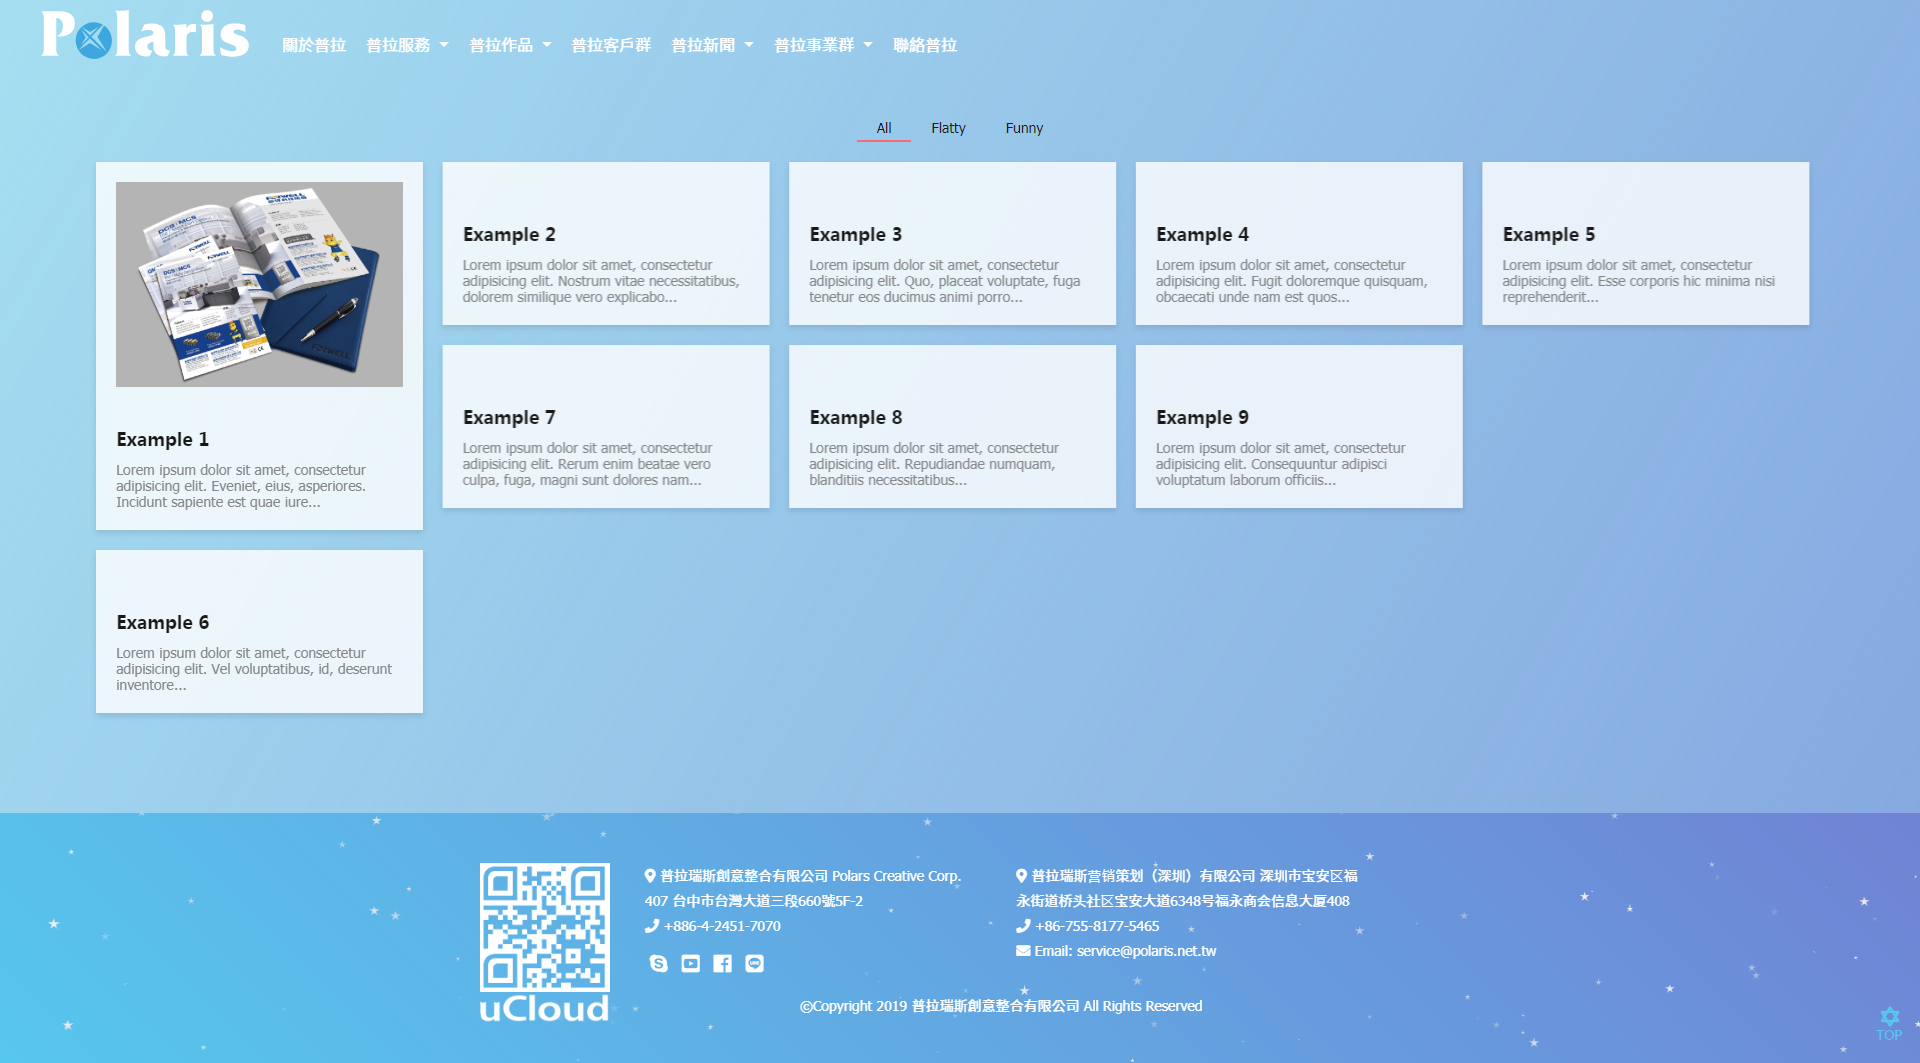 Polaris
關於普拉 普拉服務 普拉作品 普拉客戶群 普拉新聞 普拉事業群 聯絡普拉
All Flatty Funny
Example 1
Lorem ipsum dolor sit amet, consectetur
adipisicing elit. Eveniet, eius, asperiores.
Incidunt sapiente est quae iure...
Example 2
Lorem ipsum dolor sit amet, consectetur
adipisicing elit. Nostrum vitae necessitatibus,
dolorem similique vero explicabo...
Example 3
Lorem ipsum dolor sit amet, consectetur
adipisicing elit. Quo, placeat voluptate, fuga
tenetur eos ducimus animi porro...
Example 4
Lorem ipsum dolor sit amet, consectetur
adipisicing elit. Fugit doloremque quisquam,
obcaecati unde nam est quos...
Example 5
Lorem ipsum dolor sit amet, consectetur
adipisicing elit. Esse corporis hic minima nisi
reprehenderit...
Example 6
Lorem ipsum dolor sit amet, consectetur
adipisicing elit. Vel voluptatibus, id, deserunt
inventore...
Example 7
Lorem ipsum dolor sit amet, consectetur
adipisicing elit. Rerum enim beatae vero
culpa, fuga, magni sunt dolores nam...
Example 8
Lorem ipsum dolor sit amet, consectetur
adipisicing elit. Repudiandae numquam,
blanditiis necessitatibus...
Example 9
Lorem ipsum dolor sit amet, consectetur
adipisicing elit. Consequuntur adipisci
voluptatum laborum officiis...
uCloud
普拉瑞斯創意整合有限公司 Polars Creative Corp.
407 台中市台灣大道三段660號5F-2
+886-4-2451-7070
普拉瑞斯营销策划（深圳）有限公司 深圳市宝安区福
永街道桥头社区宝安大道6348号福永商会信息大厦408
+86-755-8177-5465
Email: service@polaris.net.tw
©Copyright 2019 普拉瑞斯創意整合有限公司 All Rights Reserved
TOP